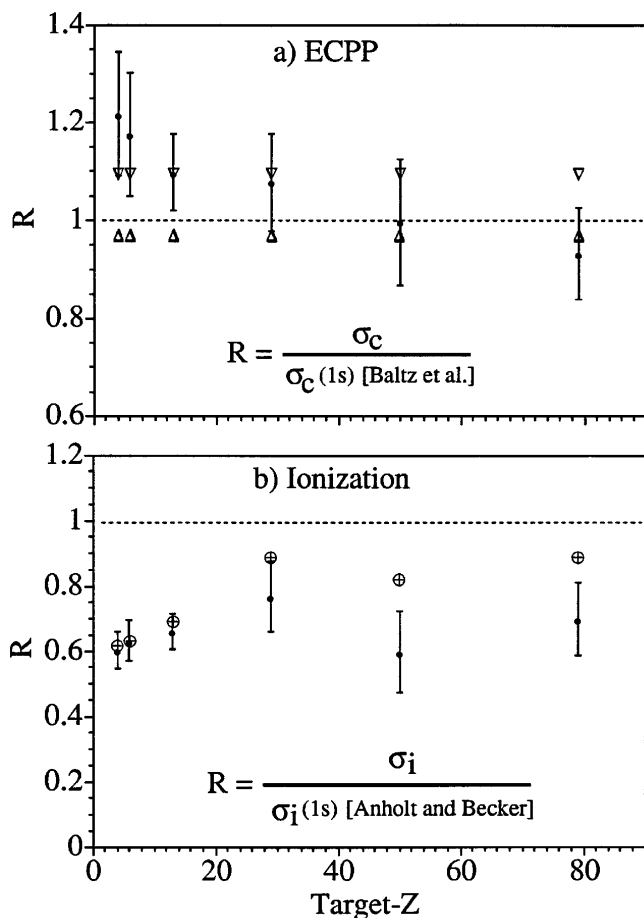 1.4
a) ECPP
1.2
R
1
0.8
R = σc
σc(1s) [Baltz et al.]
0.6
1.2
b) Ionization
1
0.8
R
0.6
0.4
R = σi
σi(1s) [Anholt and Becker]
0.2
0
0 20 40 60 80
Target-Z